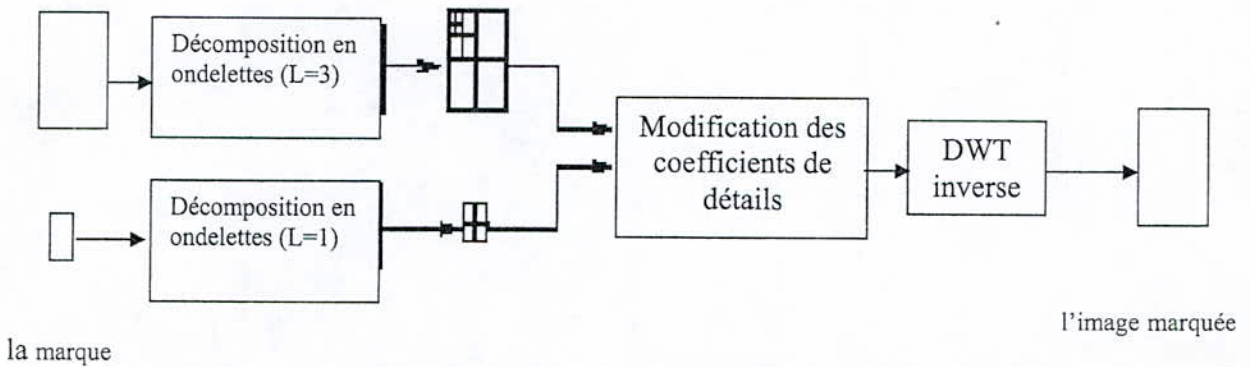 Décomposition en
ondelettes (L=3)
Décomposition en
ondelettes (L=1)
Modification des
coefficients de
détails
DWT
inverse
l'image marquée
la marque